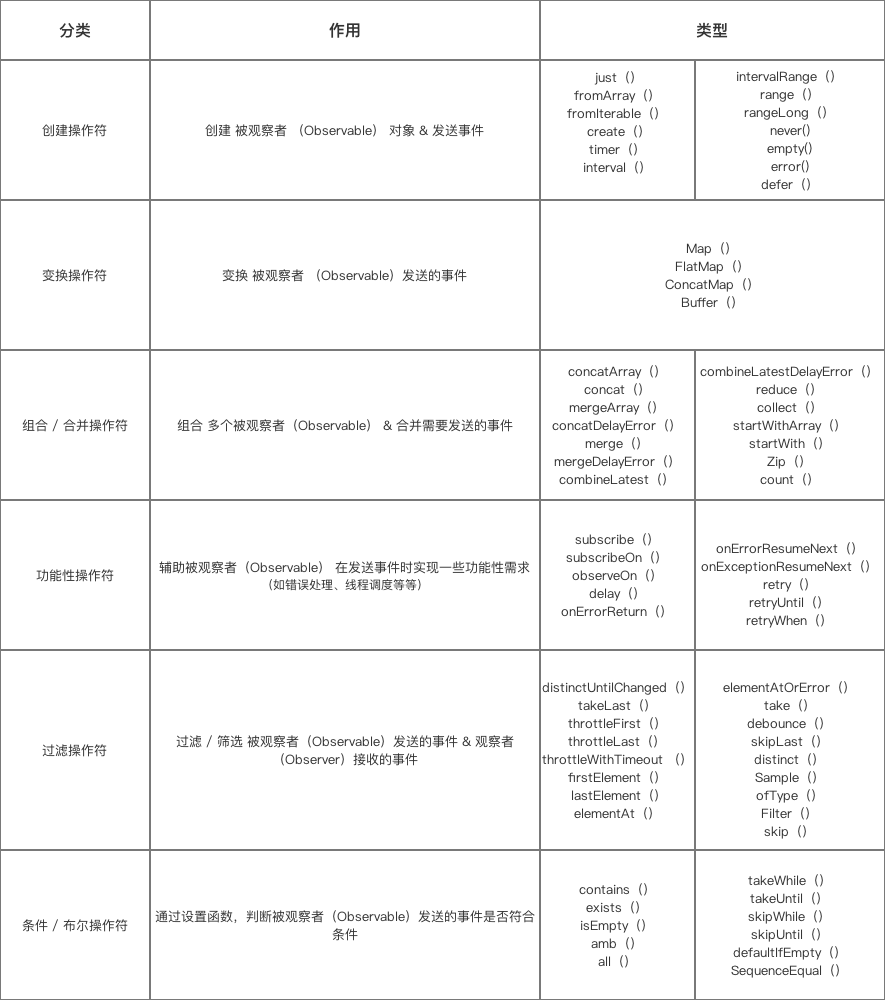 分类
作用
类型
创建操作符
创建 被观察者 （Observable） 对象 & 发送事件
just（）
fromArray（）
fromIterable（）
create（）
timer（）
interval（）
intervalRange（）
range（）
rangeLong（）
never()
empty()
error()
defer（）
变换操作符
变换 被观察者 （Observable）发送的事件
Map（）
FlatMap（）
ConcatMap（）
Buffer（）
组合 / 合并操作符
组合 多个被观察者（Observable） & 合并需要发送的事件
concatArray（）
concat（）
mergeArray（）
concatDelayError（）
merge（）
mergeDelayError（）
combineLatest（）
combineLatestDelayError（）
reduce（）
collect（）
startWithArray（）
startWith（）
Zip（）
count（）
功能性操作符
辅助被观察者（Observable） 在发送事件时实现一些功能性需求
（如错误处理、线程调度等等）
subscribe（）
subscribeOn（）
observeOn（）
delay（）
onErrorReturn（）
onErrorResumeNext（）
onExceptionResumeNext（）
retry（）
retryUntil（）
retryWhen（）
过滤操作符
过滤 / 筛选 被观察者（Observable）发送的事件 & 观察者
（Observer）接收的事件
distinctUntilChanged（）
takeLast（）
throttleFirst（）
throttleLast（）
throttleWithTimeout （）
firstElement（）
lastElement（）
elementAt（）
elementAtOrError（）
take（）
debounce（）
skipLast（）
distinct（）
Sample（）
ofType（）
Filter（）
skip（）
条件 / 布尔操作符
通过设置函数，判断被观察者（Observable）发送的事件是否符合
条件
contains（）
exists（）
isEmpty（）
amb（）
all（）
takeWhile（）
takeUntil（）
skipWhile（）
skipUntil（）
defaultIfEmpty（）
SequenceEqual（）